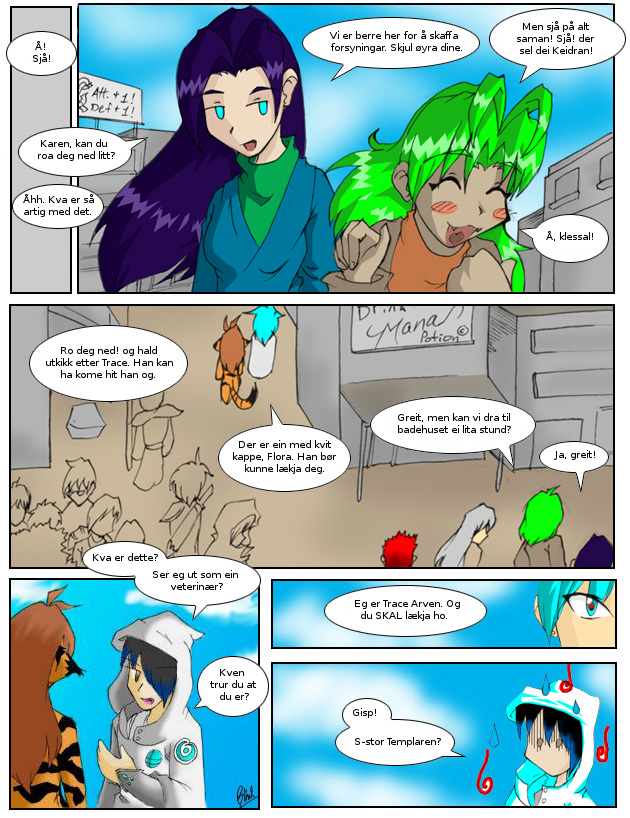 Å!
Sjå!
Vi er berre her for å skaffa
forsyningar. Skjul øyra dine.
Men sjå på alt
saman! Sjå! der
sel dei Keidran!
Att. +1!
Def +1!
Karen, kan du
roa deg ned litt?
Åhh. Kva er så
artig med det.
Å, klessal!
Ro deg ned! og hald
utkikk etter Trace. Han kan
ha kome hit han og.
Drink
Mana
Potion ©
Der er ein med kvit
kappe, Flora. Han bør
kunne lækja deg.
Greit, men kan vi dra til
badehuset ei lita stund?
Ja, greit!
Kva er dette?
Ser eg ut som ein
veterinær?
Kven
trur du at
du er?
Eg er Trace Arven. Og
du SKAL lækja ho.
Gisp!
S-stor Templaren?